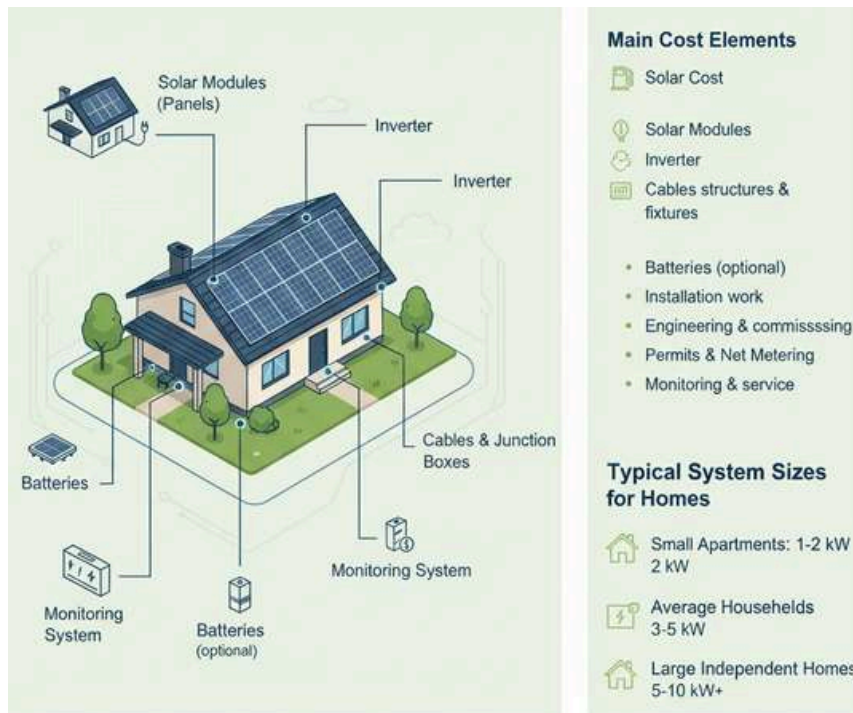 Solar Modules
(Panels)
Inverter
Inverter
Cables & Junction
Boxes
Batteries
Monitoring System
Monitoring
System
Batteries
(optional)
Main Cost Elements
Solar Cost
Solar Modules
Inverter
Cables structures &
fixtures
Batteries (optional)
Installation work
Engineering & commissssing
Permits & Net Metering
Monitoring & service
Typical System Sizes
for Homes
Small Apartments: 1-2 kW
2 kW
Average Househelds
3-5 kW
Large Independent Homes
5-10 kW+